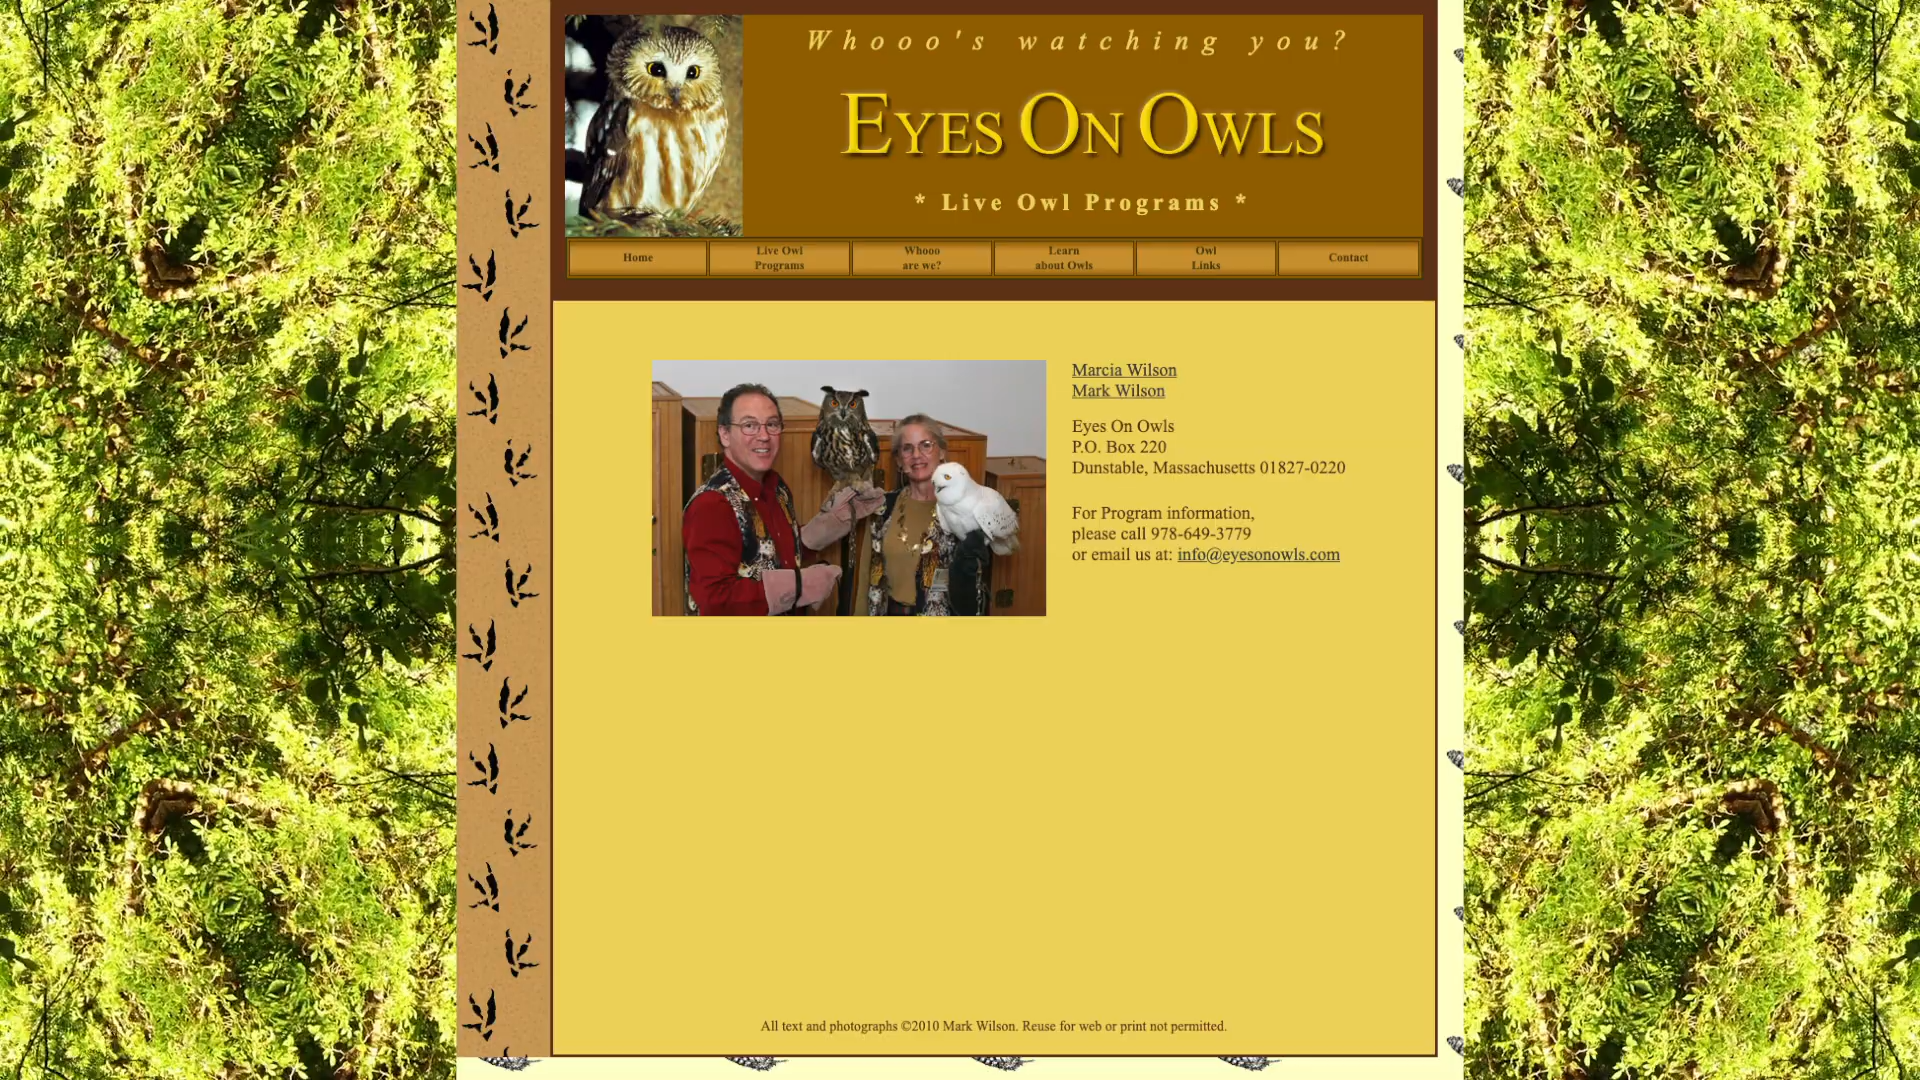 Whooo's watching you?
Eyes On Owls
* Live Owl Programs *
Home
Live Owl
Programs
Whooo
are we?
Learn
about Owls
Owl
Links
Contact
Marcia Wilson
Mark Wilson
Eyes On Owls
P.O. Box 220
Dunstable, Massachusetts 01827-0220
For Program information,
please call 978-649-3779
or email us at: info@eyesonowls.com
All text and photographs ©2010 Mark Wilson. Reuse for web or print not permitted.